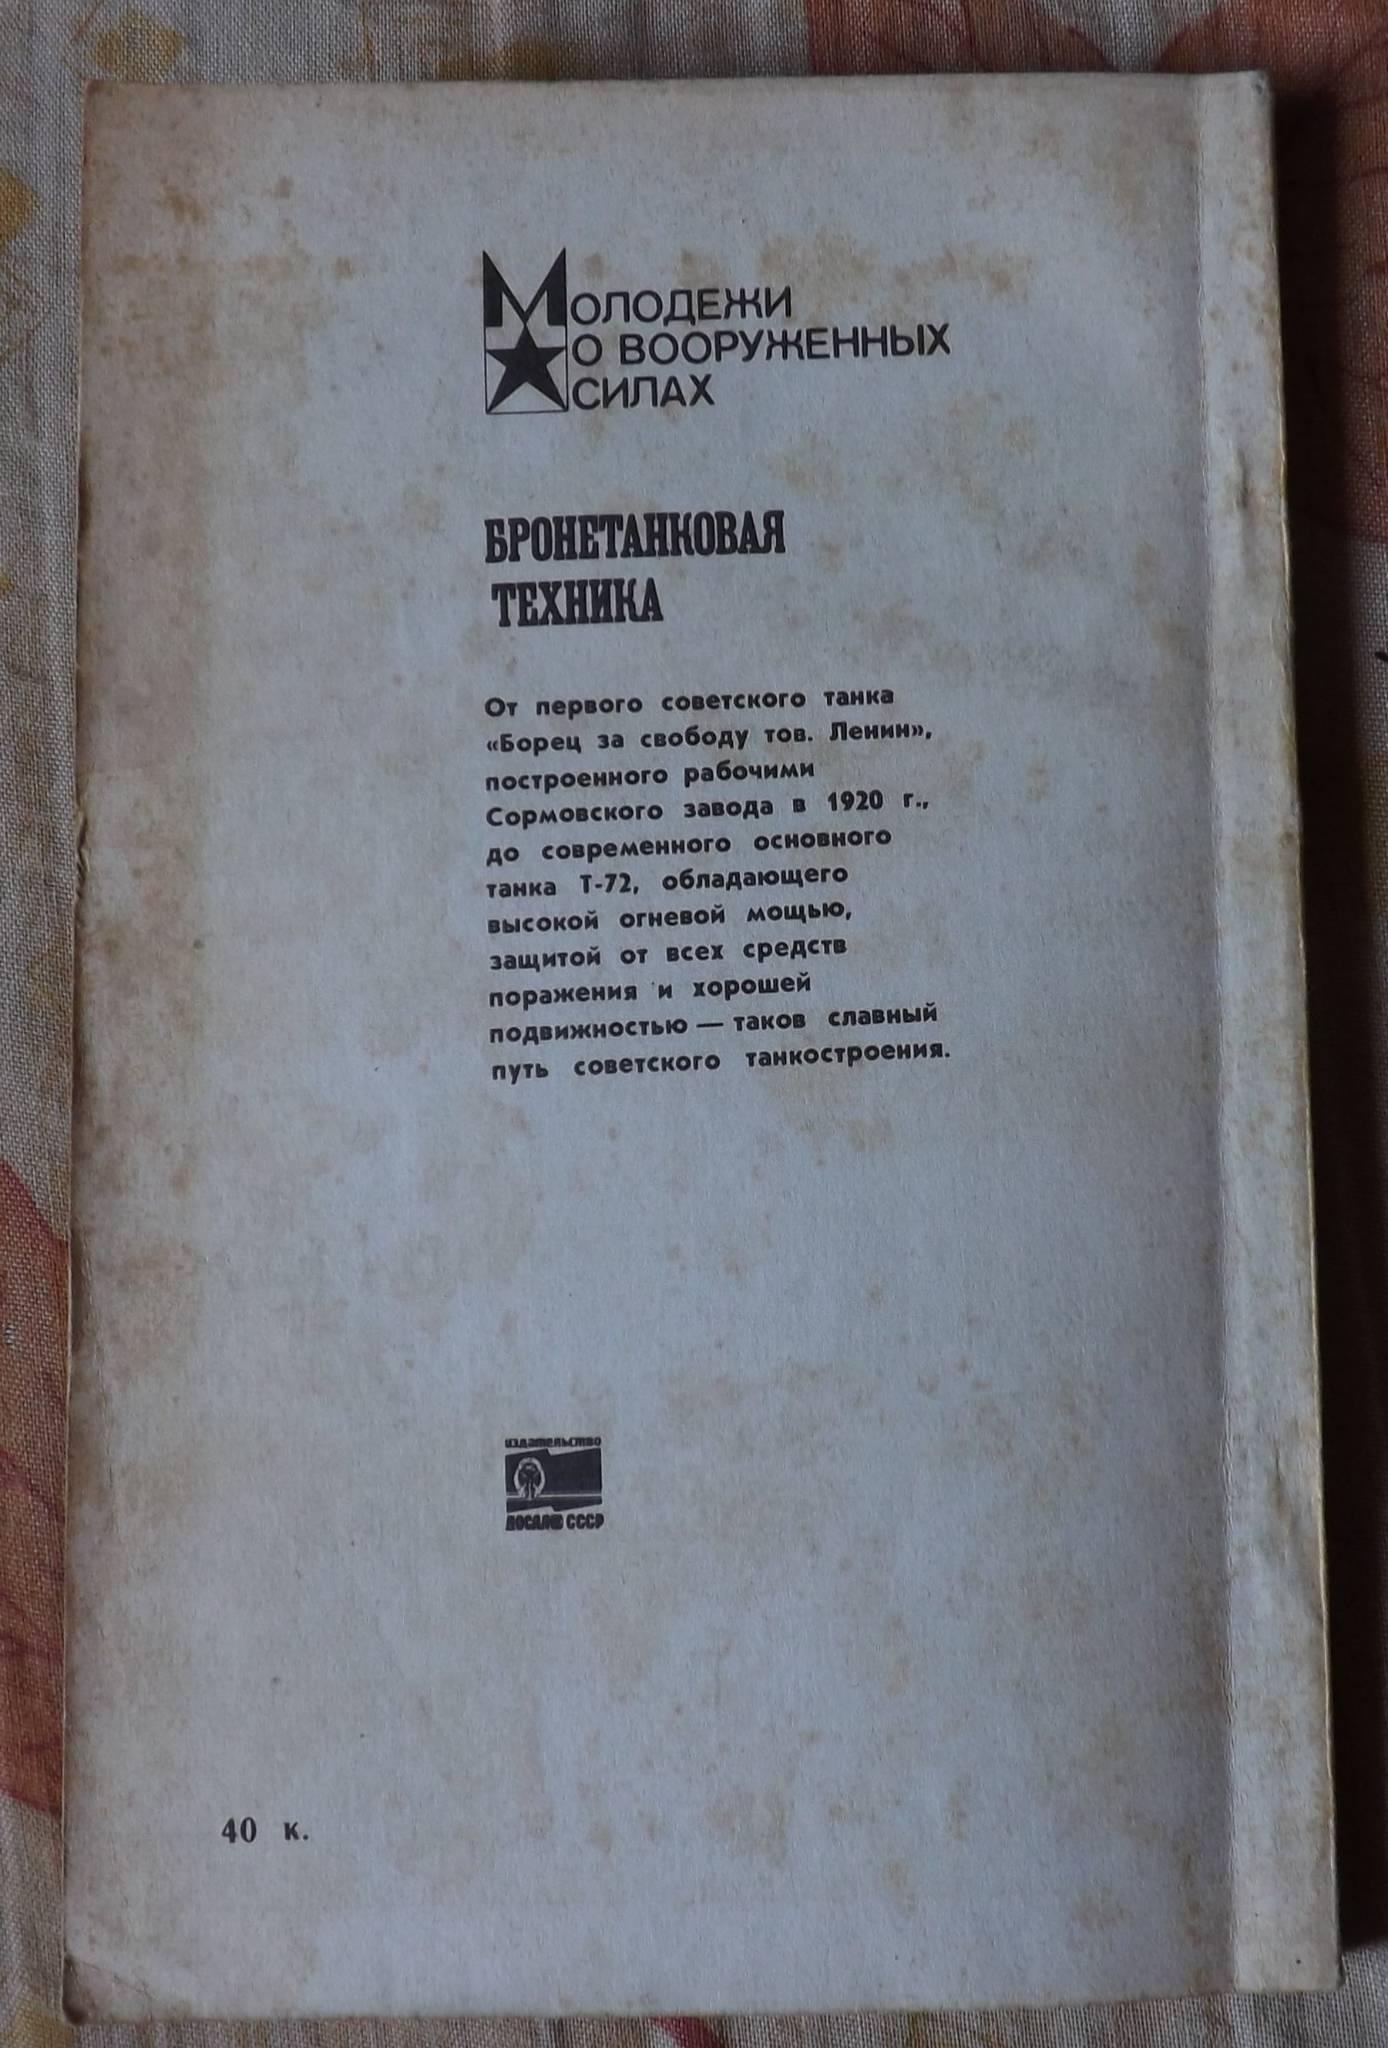 МОЛОДЕЖИ
О ВООРУЖЕННЫХ
СИЛАХ
БРОНЕТАНКОВАЯ
ТЕХНИКА
От первого советского танка
«Борец за свободу тов. Ленин»,
построенного рабочими
Сормовского завода в 1920 г.,
до современного основного
танка Т-72, обладающего
высокой огневой мощью,
защитой от всех средств
поражения и хорошей
подвижностью — таков славный
путь советского танкостроения.
издательство
ДОСААФ СССР
40 к.